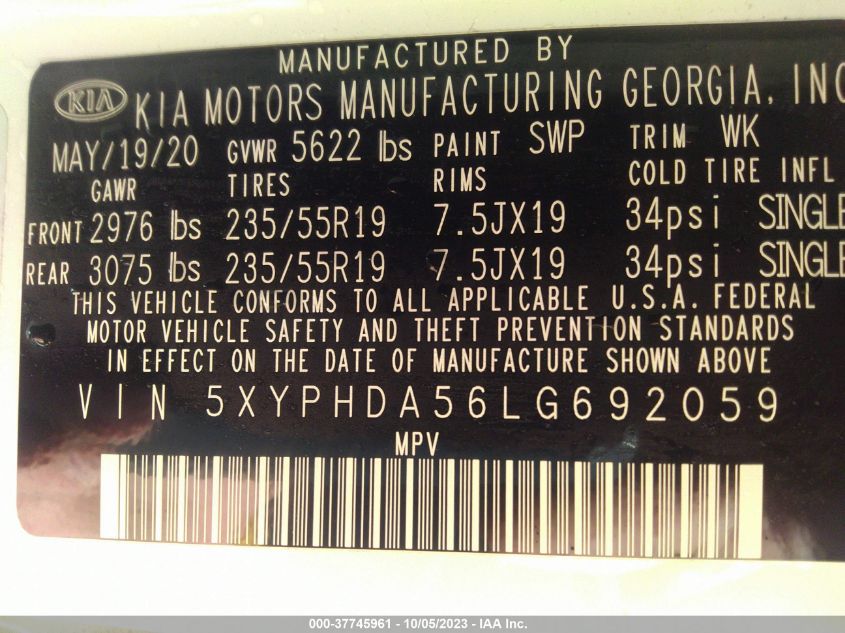 MANUFACTURED BY
KIA KIA MOTORS MANUFACTURING GEORGIA, INC
MAY/19/20 GVWR 5622 lbs PAINT SWP TRIM WK
GAWR TIRES RIMS COLD TIRE INFL
FRONT 2976 lbs 235/55R19 7.5JX19 34psi SINGLE
REAR 3075 lbs 235/55R19 7.5JX19 34psi SINGLE
THIS VEHICLE CONFORMS TO ALL APPLICABLE U.S.A. FEDERAL
MOTOR VEHICLE SAFETY AND THEFT PREVENTION STANDARDS
IN EFFECT ON THE DATE OF MANUFACTURE SHOWN ABOVE
VIN 5XYPHDA56LG692059
MPV
000-37745961 - 10/05/2023 - IAA Inc.